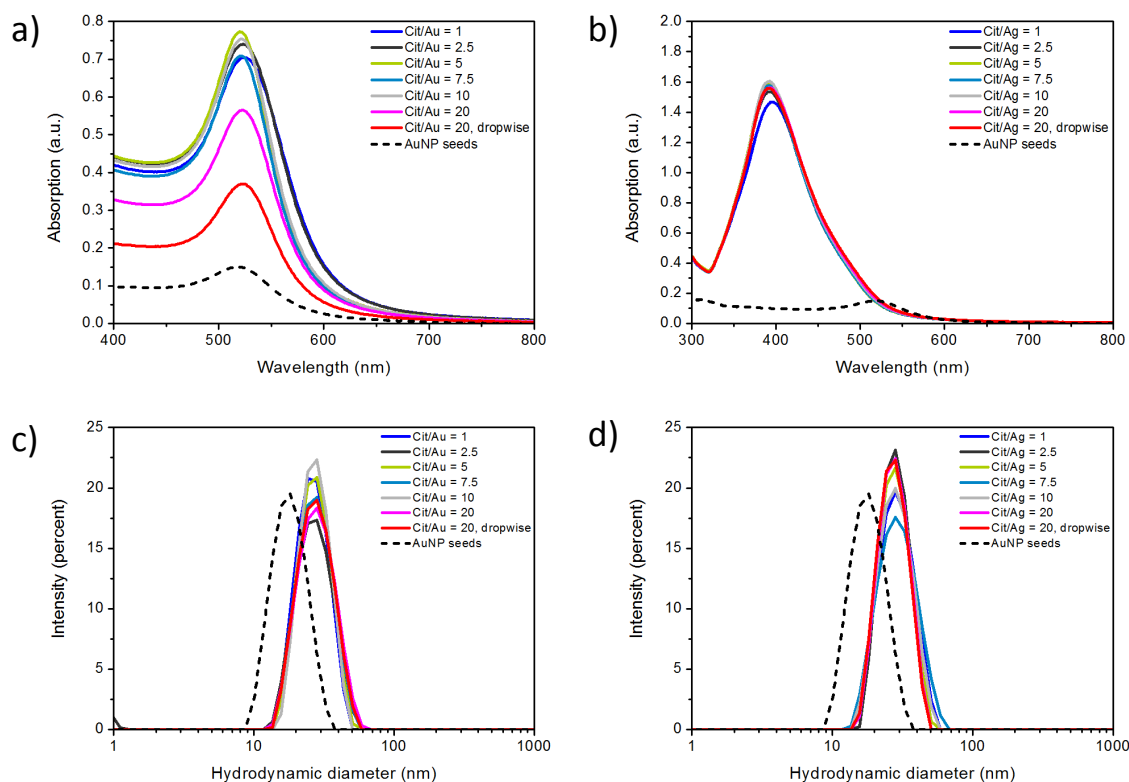 a)
Absorption (a.u.)
0.8
0.7
0.6
0.5
0.4
0.3
0.2
0.1
0.0
Cit/Au = 1
Cit/Au = 2.5
Cit/Au = 5
Cit/Au = 7.5
Cit/Au = 10
Cit/Au = 20
Cit/Au = 20, dropwise
AuNP seeds
400 500 600 700 800
Wavelength (nm)
b)
Absorption (a.u.)
2.0
1.8
1.6
1.4
1.2
1.0
0.8
0.6
0.4
0.2
0.0
Cit/Ag = 1
Cit/Ag = 2.5
Cit/Ag = 5
Cit/Ag = 7.5
Cit/Ag = 10
Cit/Ag = 20
Cit/Ag = 20, dropwise
AuNP seeds
300 400 500 600 700 800
Wavelength (nm)
c)
Intensity (percent)
25
20
15
10
5
0
Cit/Au = 1
Cit/Au = 2.5
Cit/Au = 5
Cit/Au = 7.5
Cit/Au = 10
Cit/Au = 20
Cit/Au = 20, dropwise
AuNP seeds
1 10 100 1000
Hydrodynamic diameter (nm)
d)
Intensity (percent)
25
20
15
10
5
0
Cit/Ag = 1
Cit/Ag = 2.5
Cit/Ag = 5
Cit/Ag = 7.5
Cit/Ag = 10
Cit/Ag = 20
Cit/Ag = 20, dropwise
AuNP seeds
1 10 100 1000
Hydrodynamic diameter (nm)